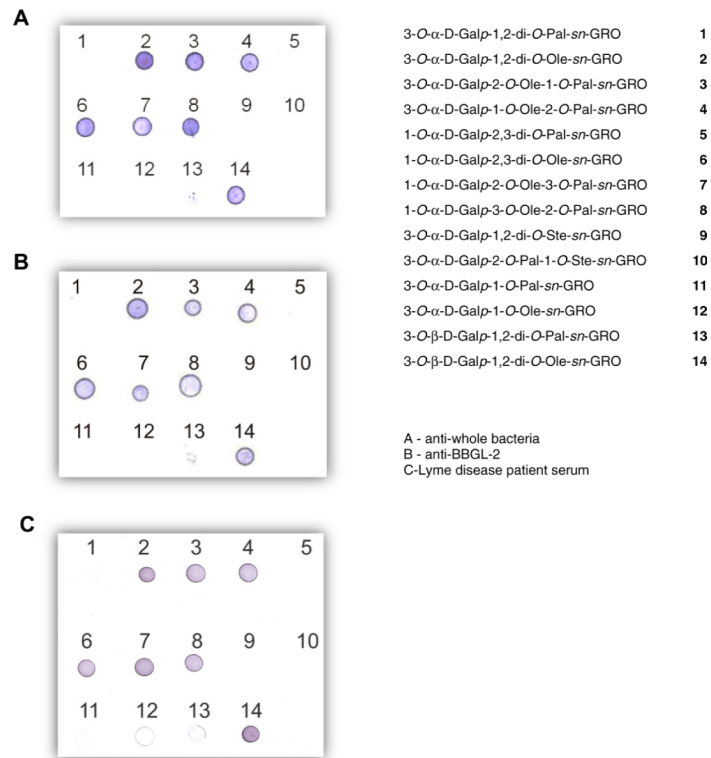 A
1 2 3 4 5
6 7 8 9 10
11 12 13 14
B
1 2 3 4 5
6 7 8 9 10
11 12 13 14
C
1 2 3 4 5
6 7 8 9 10
11 12 13 14
3-O-α-D-Galp-1,2-di-O-Pal-sn-GRO 1
3-O-α-D-Galp-1,2-di-O-Ole-sn-GRO 2
3-O-α-D-Galp-2-O-Ole-1-O-Pal-sn-GRO 3
3-O-α-D-Galp-1-O-Ole-2-O-Pal-sn-GRO 4
1-O-α-D-Galp-2,3-di-O-Pal-sn-GRO 5
1-O-α-D-Galp-2,3-di-O-Ole-sn-GRO 6
1-O-α-D-Galp-2-O-Ole-3-O-Pal-sn-GRO 7
1-O-α-D-Galp-3-O-Ole-2-O-Pal-sn-GRO 8
3-O-α-D-Galp-1,2-di-O-Ste-sn-GRO 9
3-O-α-D-Galp-2-O-Pal-1-O-Ste-sn-GRO 10
3-O-α-D-Galp-1-O-Pal-sn-GRO 11
3-O-α-D-Galp-1-O-Ole-sn-GRO 12
3-O-β-D-Galp-1,2-di-O-Pal-sn-GRO 13
3-O-β-D-Galp-1,2-di-O-Ole-sn-GRO 14
A - anti-whole bacteria
B - anti-BBGL-2
C-Lyme disease patient serum